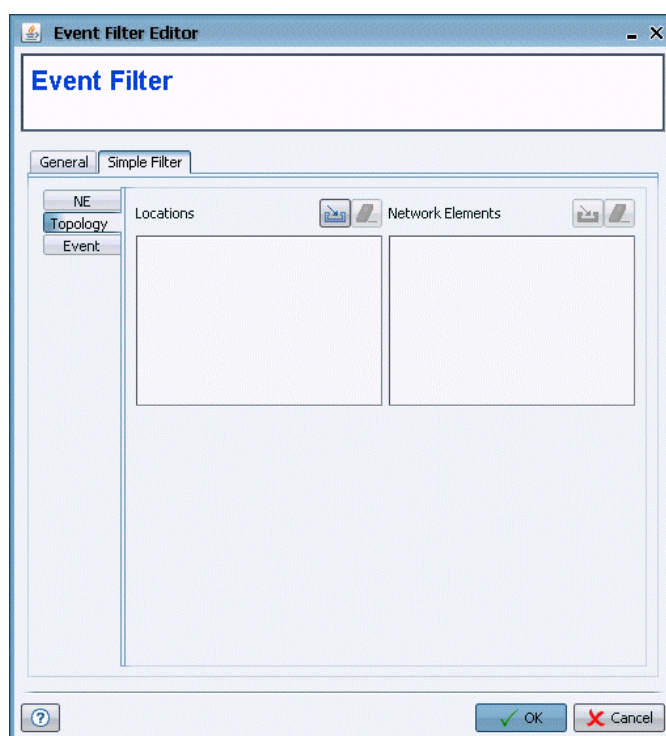 Event Filter Editor
Event Filter
General Simple Filter
NE
Topology
Event
Locations
Network Elements
?
OK
Cancel